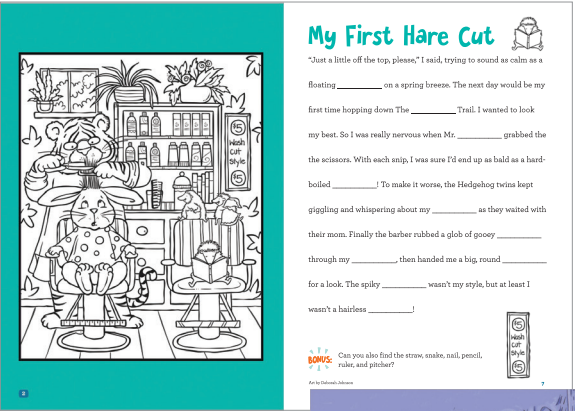 $5
Wash
Cut
Style
$5
2
My First Hare Cut
"Just a little off the top, please," I said, trying to sound as calm as a
floating __________ on a spring breeze. The next day would be my
first time hopping down The __________ Trail. I wanted to look
my best. So I was really nervous when Mr. __________ grabbed the
the scissors. With each snip, I was sure I'd end up as bald as a hard-
boiled __________! To make it worse, the Hedgehog twins kept
giggling and whispering about my __________ as they waited with
their mom. Finally the barber rubbed a glob of gooey __________
through my __________, then handed me a big, round __________
for a look. The spiky __________ wasn't my style, but at least I
wasn't a hairless __________!
BONUS:
Can you also find the straw, snake, nail, pencil,
ruler, and pitcher?
$5
Wash
Cut
Style
$5
Art by Deborah Johnson
7